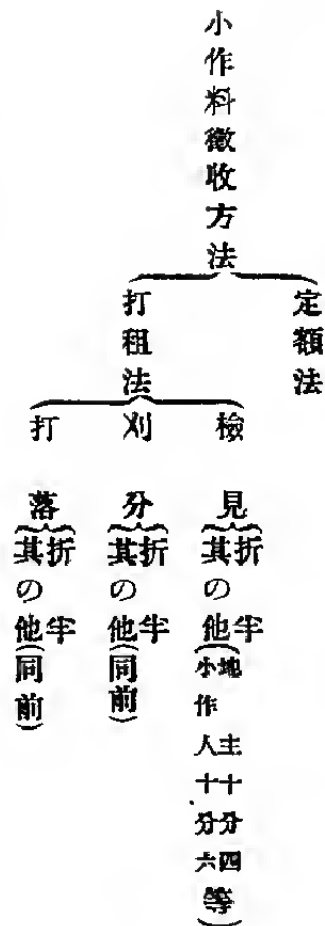 小作料徵收方法
定額法
打租法
檢見
折半
其の他(地主十分四
小作人十分六等)
刈分
折半
其の他(同前)
打落
折半
其の他(同前)